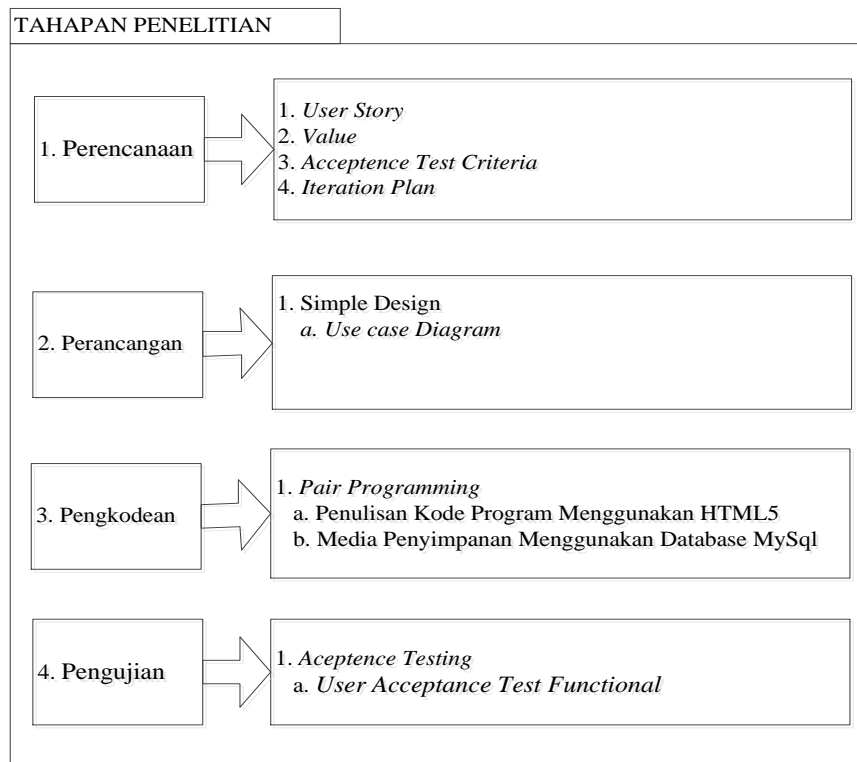 TAHAPAN PENELITIAN
1. Perencanaan
1. User Story
2. Value
3. Acceptence Test Criteria
4. Iteration Plan
2. Perancangan
1. Simple Design
a. Use case Diagram
3. Pengkodean
1. Pair Programming
a. Penulisan Kode Program Menggunakan HTML5
b. Media Penyimpanan Menggunakan Database MySql
4. Pengujian
1. Aceptence Testing
a. User Acceptance Test Functional